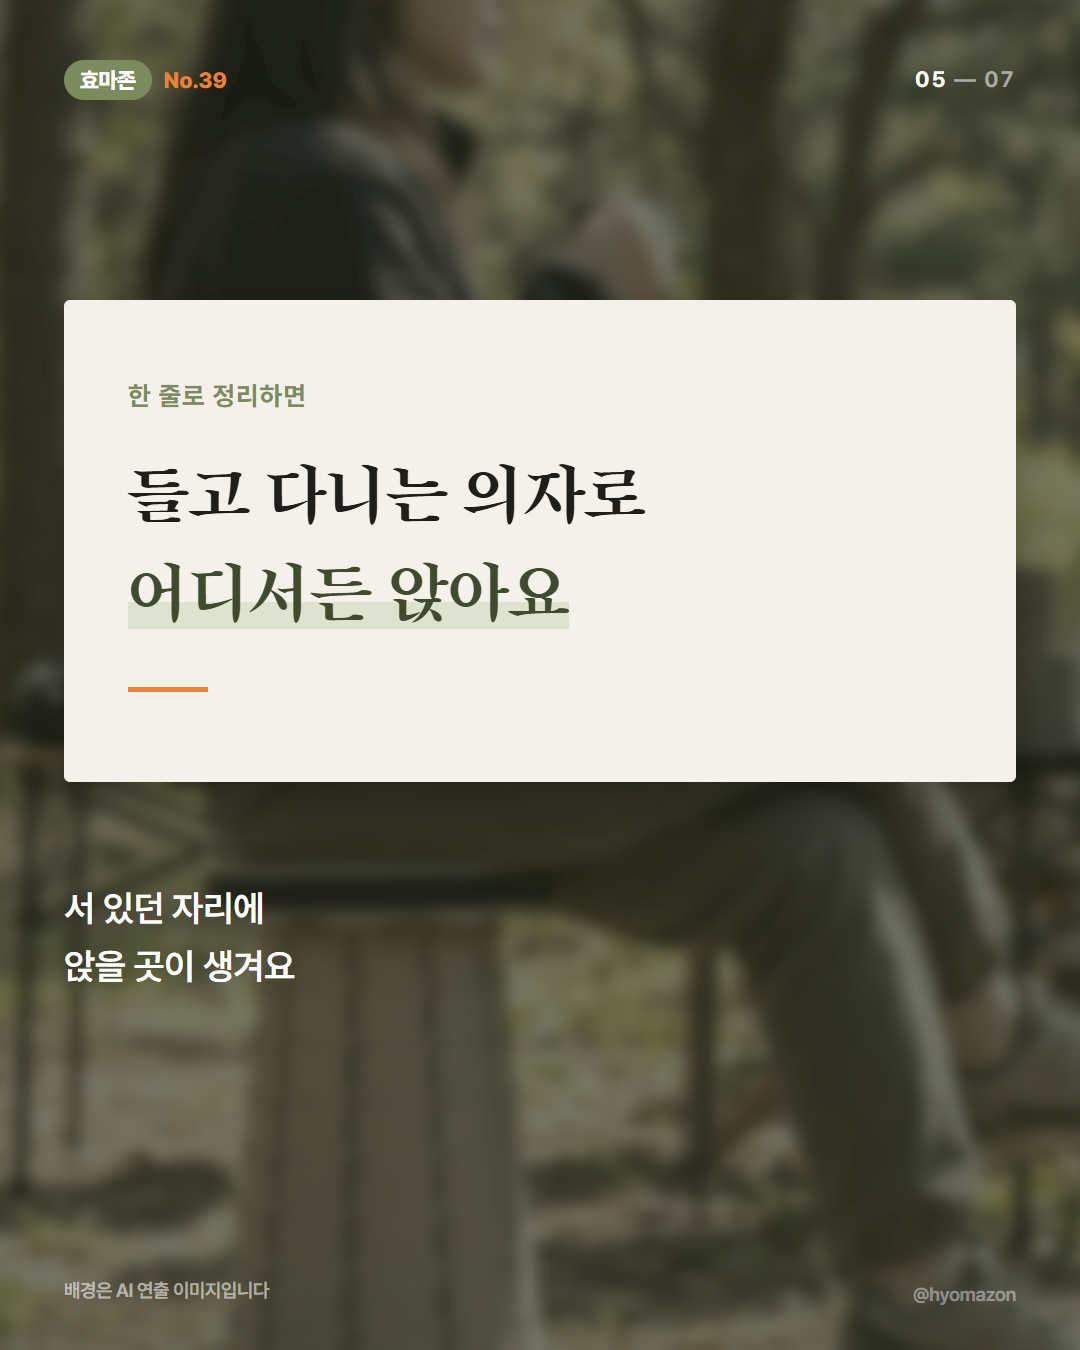 효마존 No.39
05 — 07
한 줄로 정리하면
들고 다니는 의자로
어디서든 앉아요
서 있던 자리에
앉을 곳이 생겨요
배경은 AI 연출 이미지입니다
@hyomazon